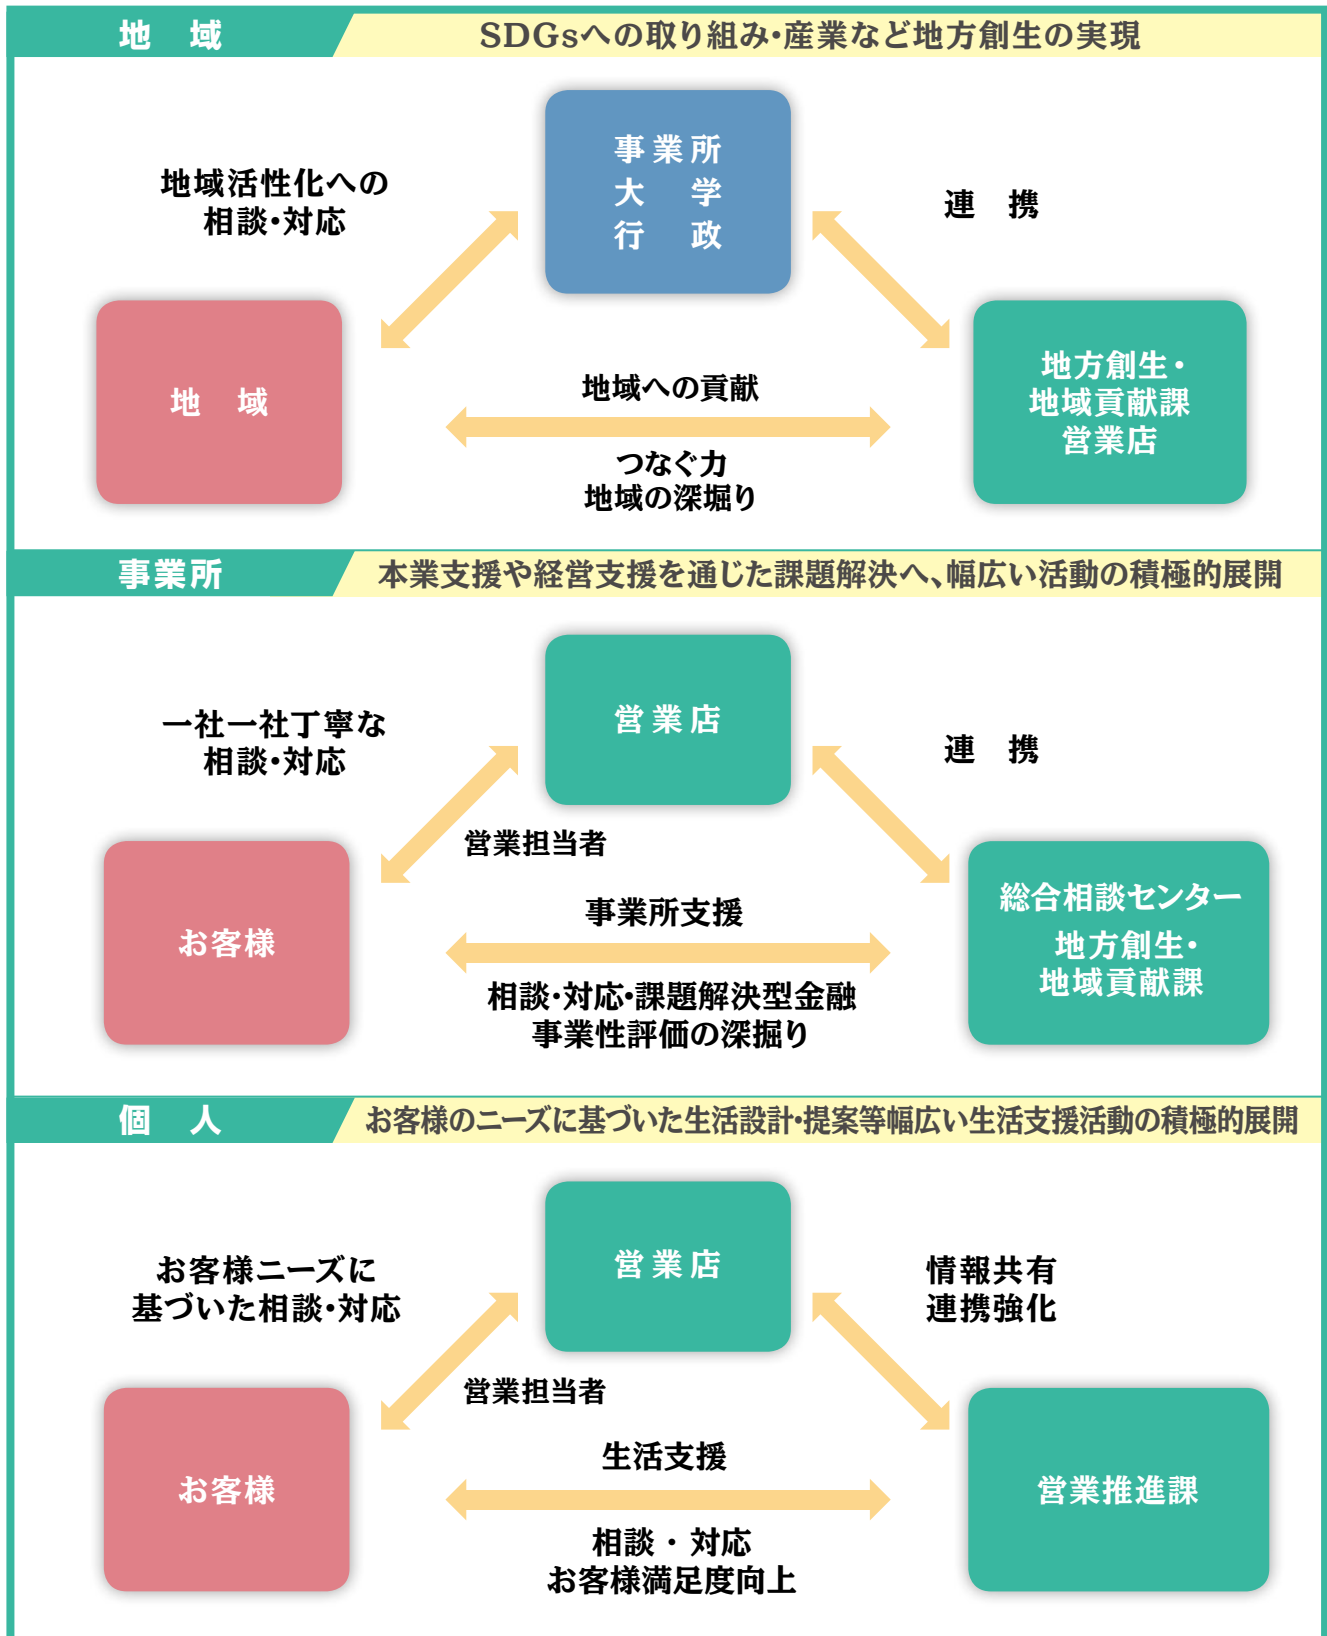 地　域
SDGsへの取り組み・産業など地方創生の実現
事業所
大　学
行　政
地域活性化への
相談・対応
連　携
地　域
地域への貢献
つなぐ力
地域の深堀り
地方創生・
地域貢献課
営業店
事業所
本業支援や経営支援を通じた課題解決へ、幅広い活動の積極的展開
営業店
一社一社丁寧な
相談・対応
連　携
営業担当者
お客様
事業所支援
相談・対応・課題解決型金融
事業性評価の深掘り
総合相談センター
地方創生・
地域貢献課
個　人
お客様のニーズに基づいた生活設計・提案等幅広い生活支援活動の積極的展開
営業店
お客様ニーズに
基づいた相談・対応
情報共有
連携強化
営業担当者
お客様
生活支援
相談 ・ 対応
お客様満足度向上
営業推進課